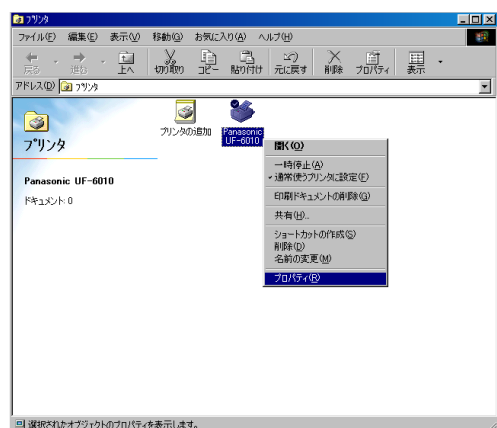 プリンタ
ファイル(F) 編集(E) 表示(V) 移動(G) お気に入り(A) ヘルプ(H)
戻る 進む 上へ 切り取り コピー 貼り付け 元に戻す 削除 プロパティ 表示
アドレス(D) プリンタ
プリンタ
プリンタの追加
Panasonic
UF-6010
Panasonic UF-6010
ドキュメント: 0
開く(O)
一時停止(A)
通常使うプリンタに設定(F)
印刷ドキュメントの削除(G)
共有(H)..
ショートカットの作成(S)
削除(D)
名前の変更(M)
プロパティ(R)
選択されたオブジェクトのプロパティを表示します。